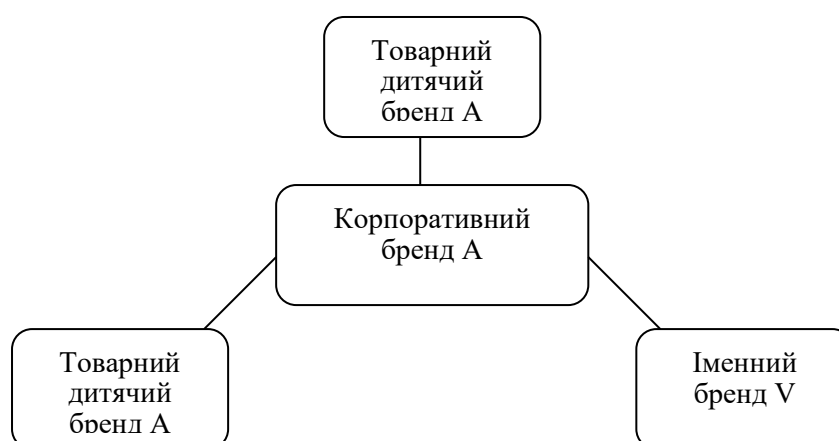 Товарний
дитячий
бренд А
Корпоративний
бренд А
Товарний
дитячий
бренд А
Іменний
бренд V